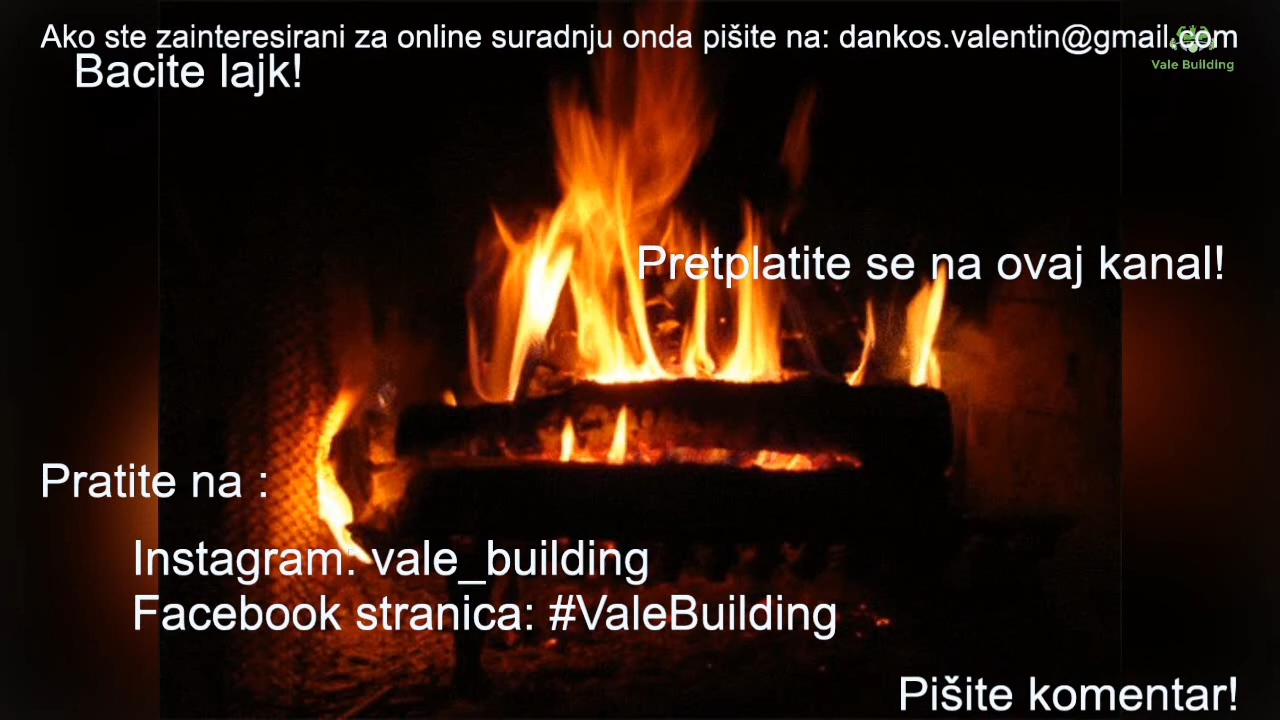 Ako ste zainteresirani za online suradnju onda pišite na: dankos.valentin@gmail.com
Bacite lajk!
Vale Building
Pretplatite se na ovaj kanal!
Pratite na :
Instagram: vale_building
Facebook stranica: #ValeBuilding
Pišite komentar!